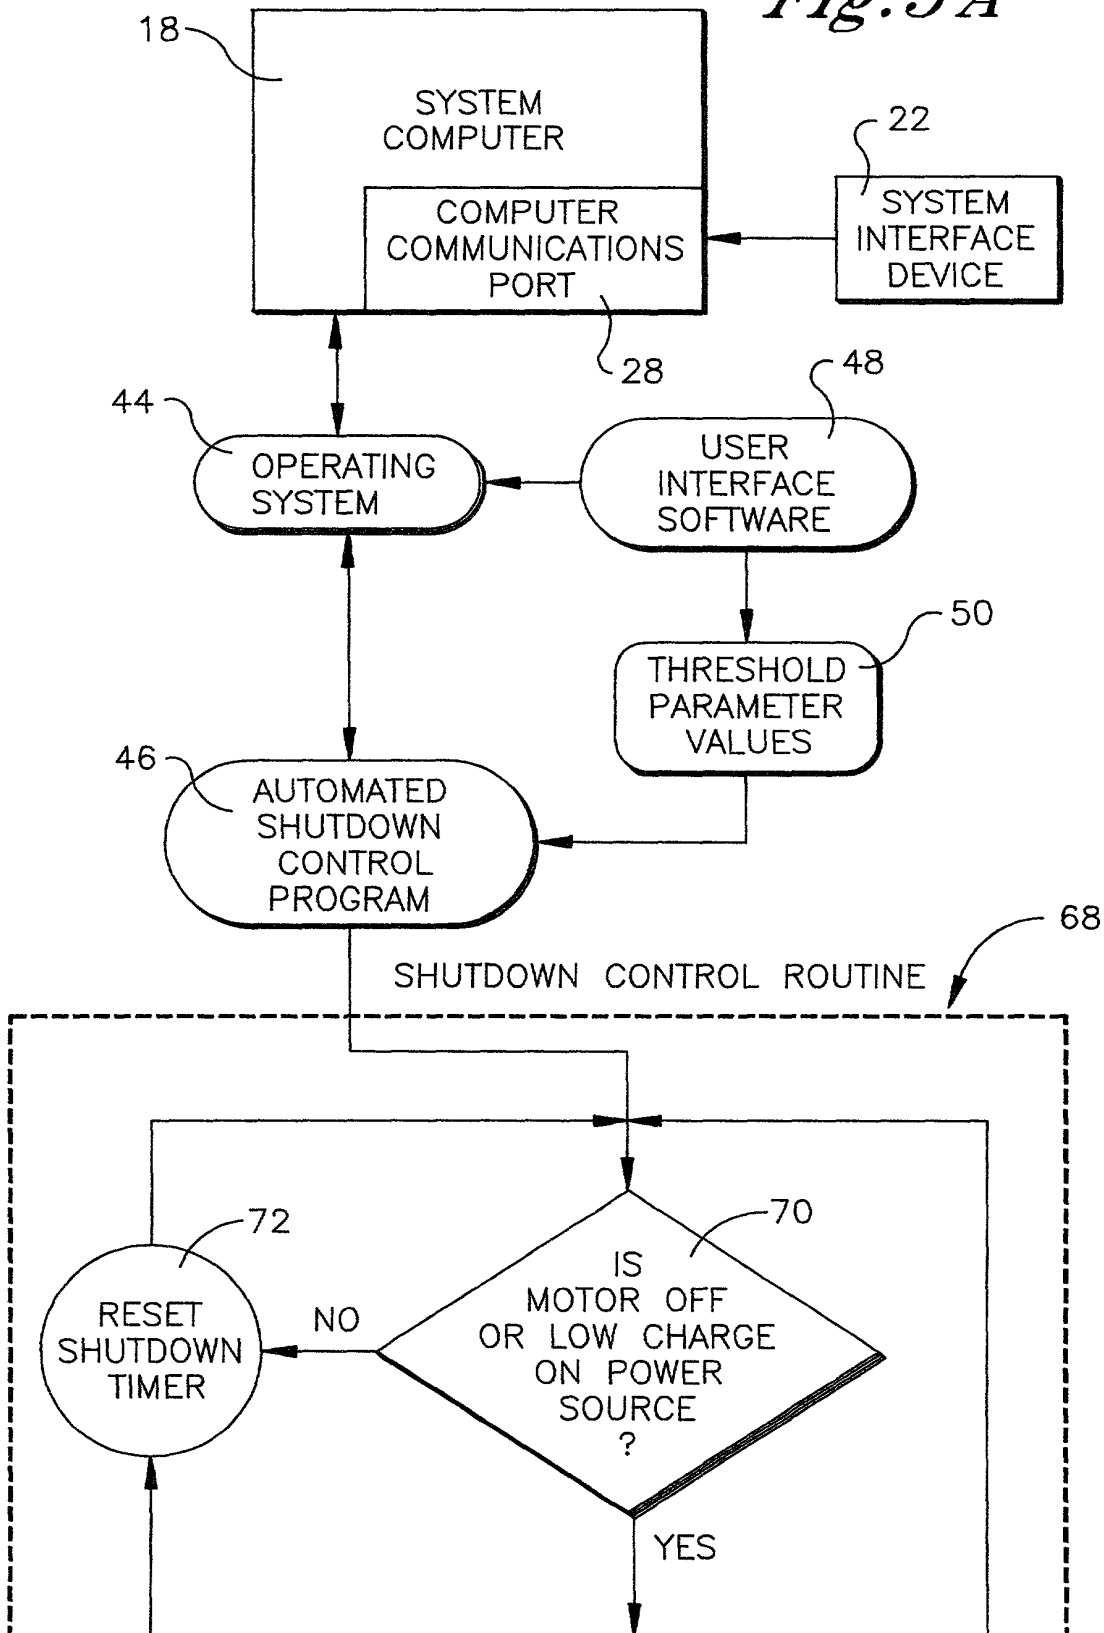 Fig. 5A
18
SYSTEM
COMPUTER
22
SYSTEM
INTERFACE
DEVICE
COMPUTER
COMMUNICATIONS
PORT
28
48
44
OPERATING
SYSTEM
USER
INTERFACE
SOFTWARE
50
THRESHOLD
PARAMETER
VALUES
46
AUTOMATED
SHUTDOWN
CONTROL
PROGRAM
68
SHUTDOWN CONTROL ROUTINE
72
70
IS
MOTOR OFF
OR LOW CHARGE
ON POWER
SOURCE
?
NO
RESET
SHUTDOWN
TIMER
YES